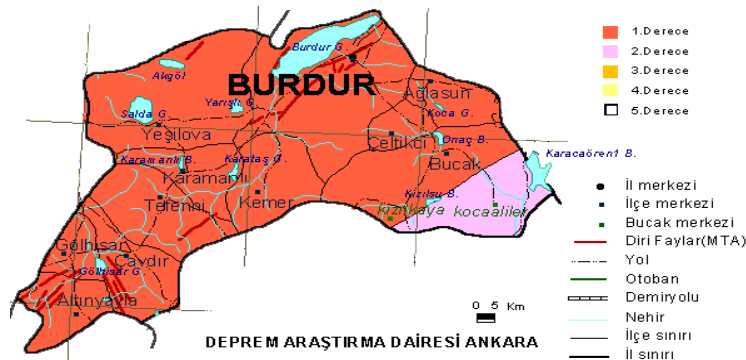 Burdur G.
BURDUR
Akgöl
Ağlasun
Yarışlı G.
Salda G.
Koca G.
Yeşilova
Çeltikçi
Onaç B.
Bucak
Karacaören1 B.
Karamanlı B.
Karataş G.
Karamanlı
Kemer
Tefenni
Kızılsu B.
kızılkaya
kocaaliler
Gölhisar
Çavdır
Gölhisar G.
Altınyayla
1.Derece
2.Derece
3.Derece
4.Derece
5.Derece
İl merkezi
İlçe merkezi
Bucak merkezi
Diri Faylar(MTA)
Yol
Otoban
Demiryolu
Nehir
İlçe sınırı
İl sınırı
0 5 Km
DEPREM ARAŞTIRMA DAİRESİ ANKARA